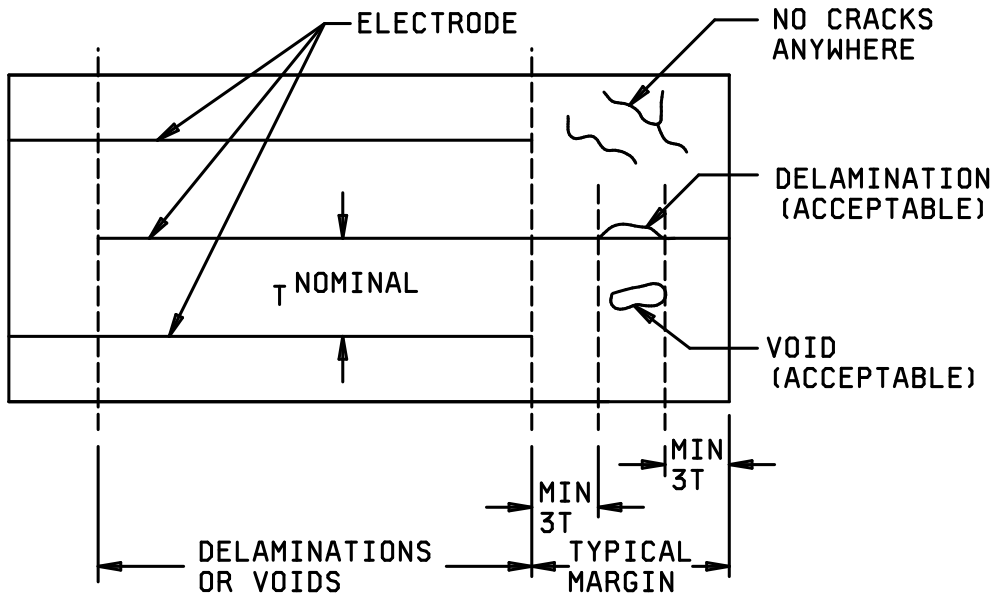 ELECTRODE
NO CRACKS
ANYWHERE
DELAMINATION
(ACCEPTABLE)
T NOMINAL
VOID
(ACCEPTABLE)
MIN
3T
MIN
3T
DELAMINATIONS
OR VOIDS
TYPICAL
MARGIN